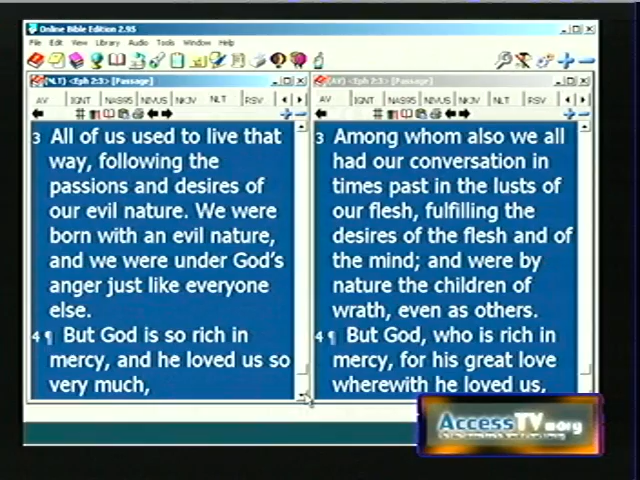 Online Bible Edition 2.95
File Edit View Library Audio Tools Window Help
(NLT) <Eph 2:3> [Passage]
AV IGNT NAS95 NIVUS NKJV NLT RSV
3 All of us used to live that
way, following the
passions and desires of
our evil nature. We were
born with an evil nature,
and we were under God's
anger just like everyone
else.
4 ¶ But God is so rich in
mercy, and he loved us so
very much,
(AV) <Eph 2:3> [Passage]
AV IGNT NAS95 NIVUS NKJV NLT RSV
3 Among whom also we all
had our conversation in
times past in the lusts of
our flesh, fulfilling the
desires of the flesh and of
the mind; and were by
nature the children of
wrath, even as others.
4 ¶ But God, who is rich in
mercy, for his great love
wherewith he loved us,
AccessTV.org